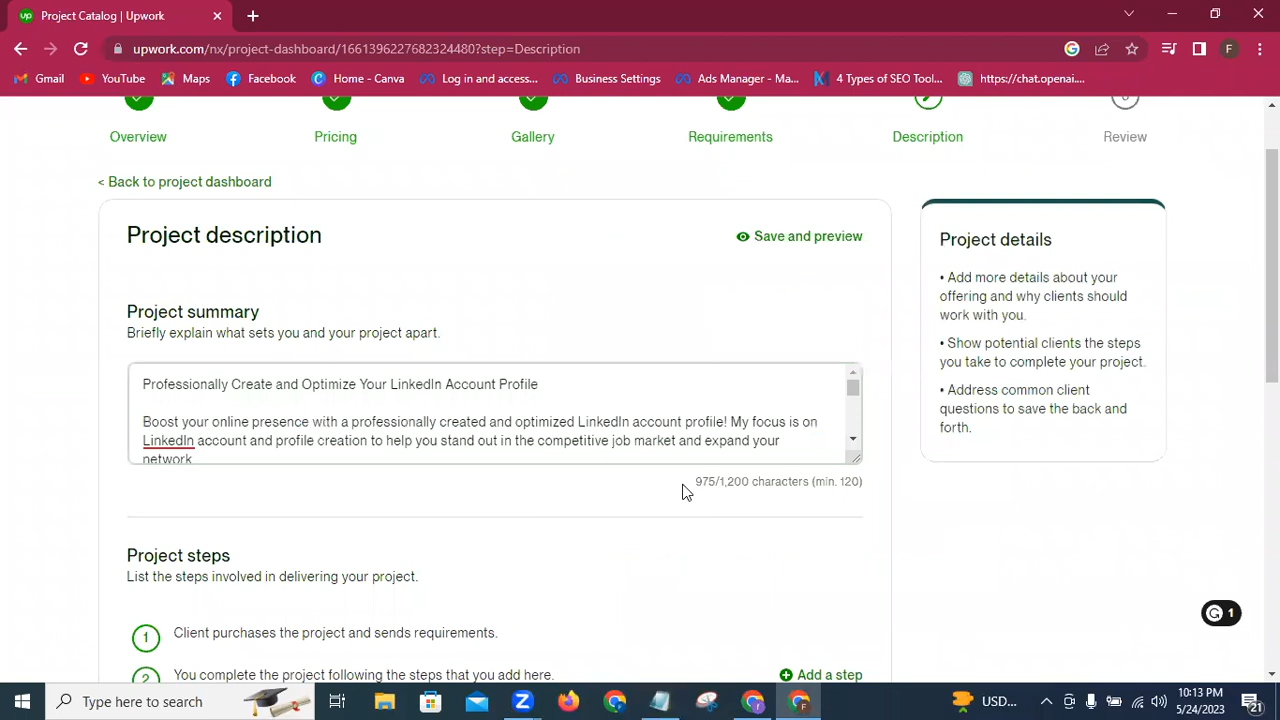 up Project Catalog | Upwork
upwork.com/nx/project-dashboard/1661396227682324480?step=Description
F
Gmail YouTube Maps Facebook Home - Canva Log in and access... Business Settings Ads Manager - Ma... 4 Types of SEO Tool... https://chat.openai....
Overview Pricing Gallery Requirements Description Review
< Back to project dashboard
Project description
Save and preview
Project summary
Briefly explain what sets you and your project apart.
Professionally Create and Optimize Your LinkedIn Account Profile
Boost your online presence with a professionally created and optimized LinkedIn account profile! My focus is on
LinkedIn account and profile creation to help you stand out in the competitive job market and expand your
network
975/1,200 characters (min. 120)
Project steps
List the steps involved in delivering your project.
1 Client purchases the project and sends requirements.
2 You complete the project following the steps that you add here.
Add a step
Project details
• Add more details about your
offering and why clients should
work with you.
• Show potential clients the steps
you take to complete your project.
• Address common client
questions to save the back and
forth.
G 1
Type here to search
USD...
10:13 PM
5/24/2023
21